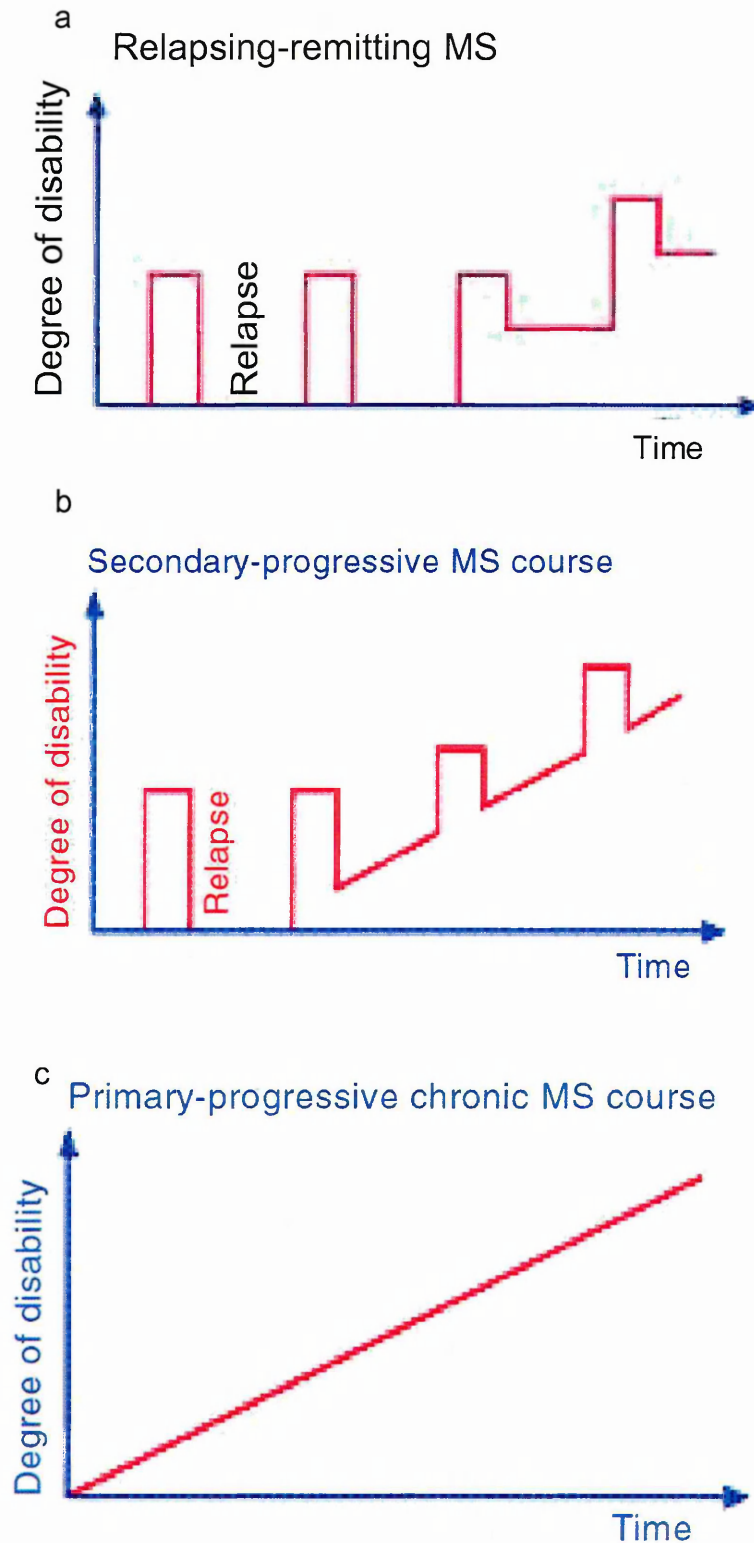 a
Relapsing-remitting MS
Degree of disability
Relapse
Time
b
Secondary-progressive MS course
Degree of disability
Relapse
Time
c
Primary-progressive chronic MS course
Degree of disability
Time